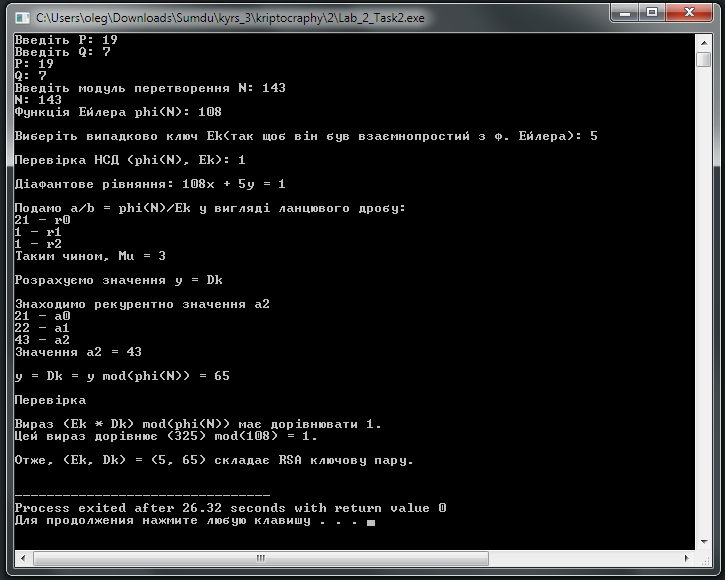 C:\Users\oleg\Downloads\Sumdu\kyrs_3\kriptocraphy\2\Lab_2_Task2.exe
Введіть P: 19
Введіть Q: 7
P: 19
Q: 7
Введіть модуль перетворення N: 143
N: 143
Функція Ейлера phi(N): 108
Виберіть випадково ключ Ek(так щоб він був взаємнопростий з ф. Ейлера): 5
Перевірка НСД (phi(N), Ek): 1
Діафантове рівняння: 108x + 5y = 1
Подамо a/b = phi(N)/Ek у вигляді ланцювого дробу:
21 - r0
1 - r1
1 - r2
Таким чином, Mu = 3
Розрахуємо значення y = Dk
Знаходимо рекурентно значення a2
21 - a0
22 - a1
43 - a2
Значення a2 = 43
y = Dk = y mod(phi(N)) = 65
Перевірка
Вираз (Ek * Dk) mod(phi(N)) має дорівнювати 1.
Цей вираз дорівнює (325) mod(108) = 1.
Отже, (Ek, Dk) = (5, 65) складає RSA ключову пару.
--------------------------------
Process exited after 26.32 seconds with return value 0
Для продолжения нажмите любую клавишу . . .